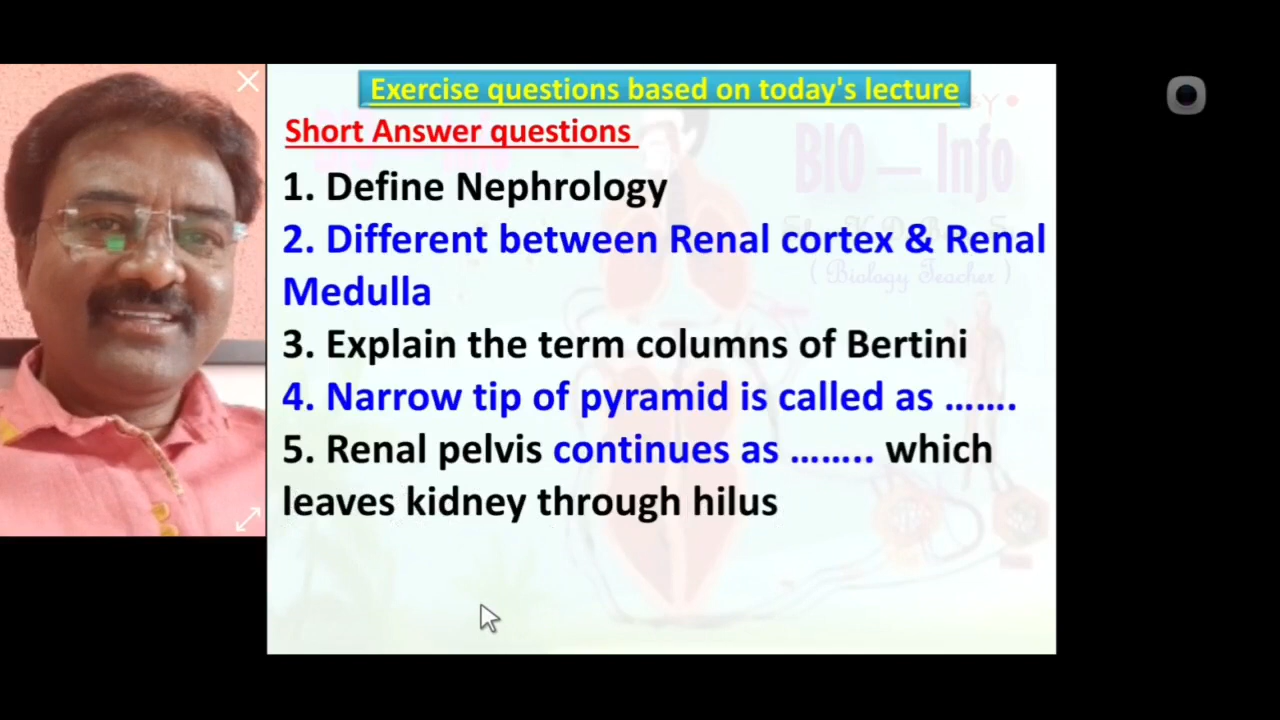 Exercise questions based on today's lecture
Short Answer questions
BIO — Info
1. Define Nephrology
2. Different between Renal cortex & Renal
( Biology Teacher )
Medulla
3. Explain the term columns of Bertini
4. Narrow tip of pyramid is called as …….
5. Renal pelvis continues as …….. which
leaves kidney through hilus